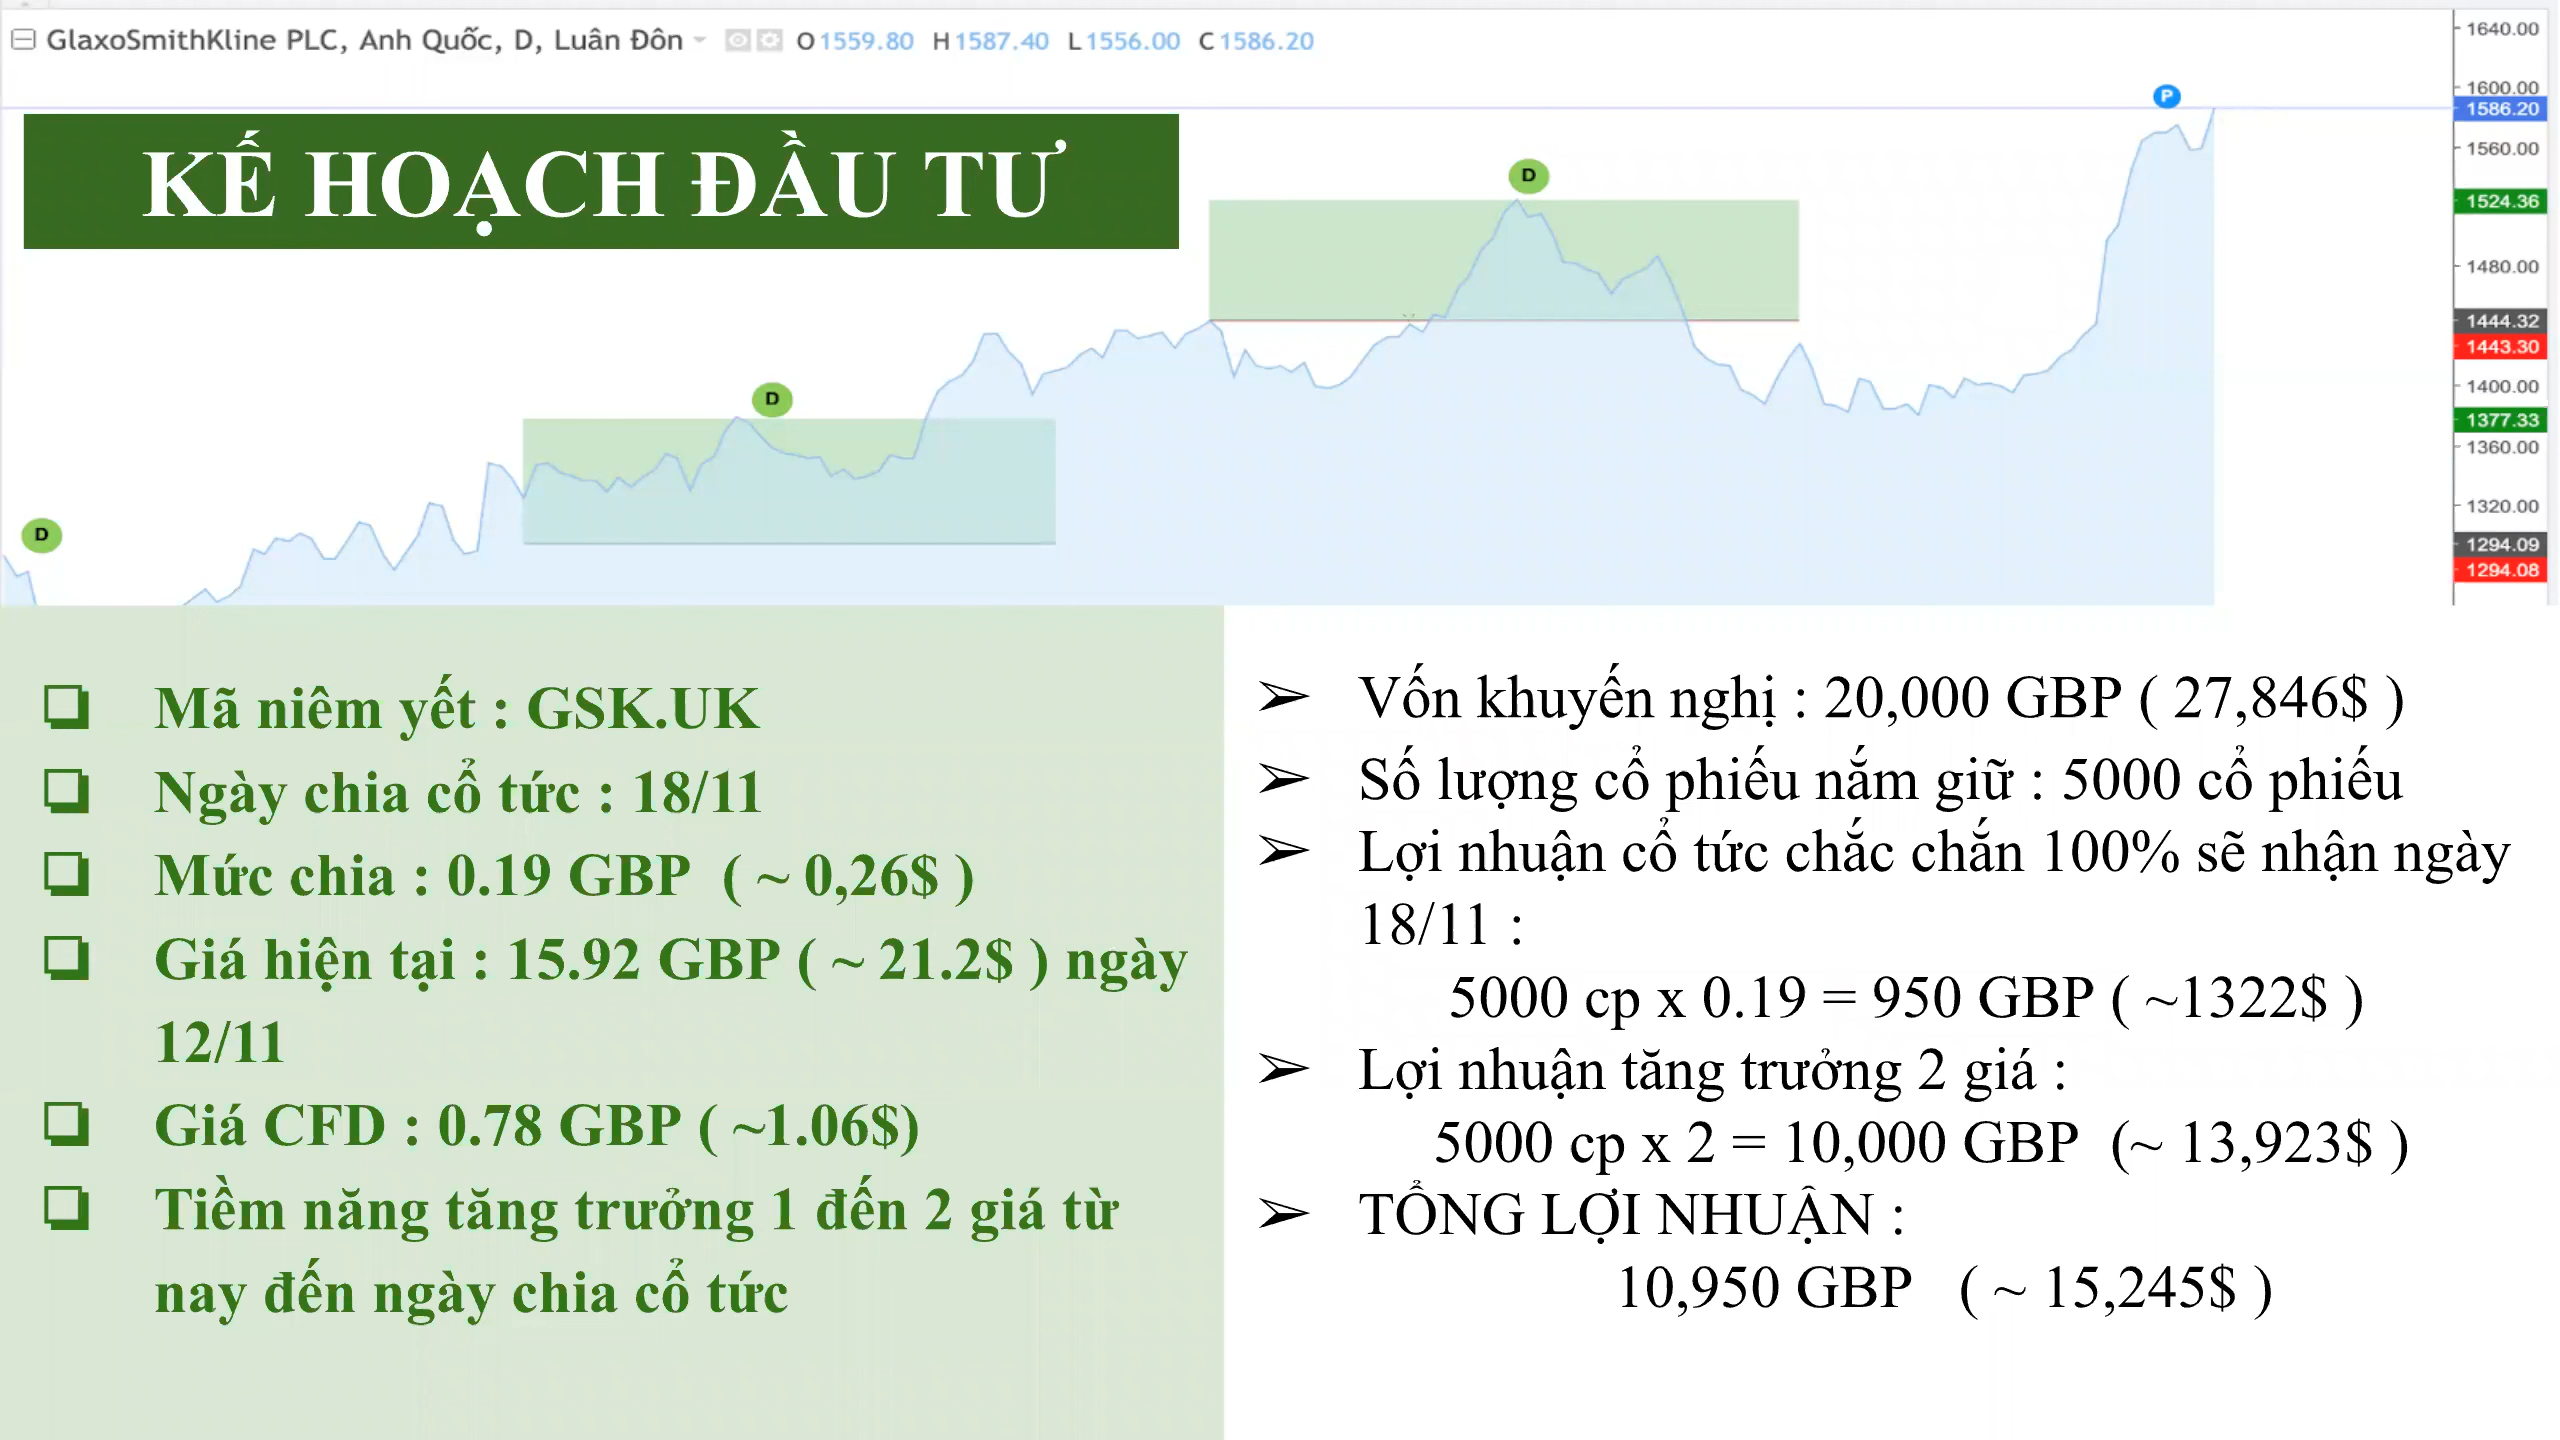 GlaxoSmithKline PLC, Anh Quốc, D, Luân Đôn O1559.80 H1587.40 L1556.00 C1586.20
1640.00
1600.00
P
1586.20
KẾ HOẠCH ĐẦU TƯ
1560.00
D
1524.36
1480.00
1444.32
1443.30
1400.00
D
1377.33
1360.00
1320.00
D
1294.09
1294.08
Mã niêm yết : GSK.UK
Ngày chia cổ tức : 18/11
Mức chia : 0.19 GBP ( ~ 0,26$ )
Giá hiện tại : 15.92 GBP ( ~ 21.2$ ) ngày
12/11
Giá CFD : 0.78 GBP ( ~1.06$)
Tiềm năng tăng trưởng 1 đến 2 giá từ
nay đến ngày chia cổ tức
Vốn khuyến nghị : 20,000 GBP ( 27,846$ )
Số lượng cổ phiếu nắm giữ : 5000 cổ phiếu
Lợi nhuận cổ tức chắc chắn 100% sẽ nhận ngày
18/11 :
5000 cp x 0.19 = 950 GBP ( ~1322$ )
Lợi nhuận tăng trưởng 2 giá :
5000 cp x 2 = 10,000 GBP (~ 13,923$ )
TỔNG LỢI NHUẬN :
10,950 GBP ( ~ 15,245$ )